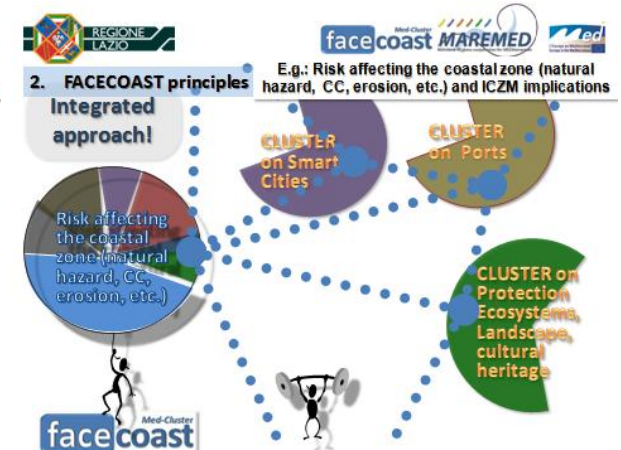 REGIONE
LAZIO
Med-Cluster
facecoast
MAREMED
Med
2. FACECOAST principles
E.g.: Risk affecting the coastal zone (natural
hazard, CC, erosion, etc.) and ICZM implications
Integrated
approach!
CLUSTER
on Smart
Cities
CLUSTER
on Ports
Risk affecting
the coastal
zone (natural
hazard, CC,
erosion, etc.)
CLUSTER on
Protection
Ecosystems,
Landscape,
cultural
heritage
Med-Cluster
facecoast